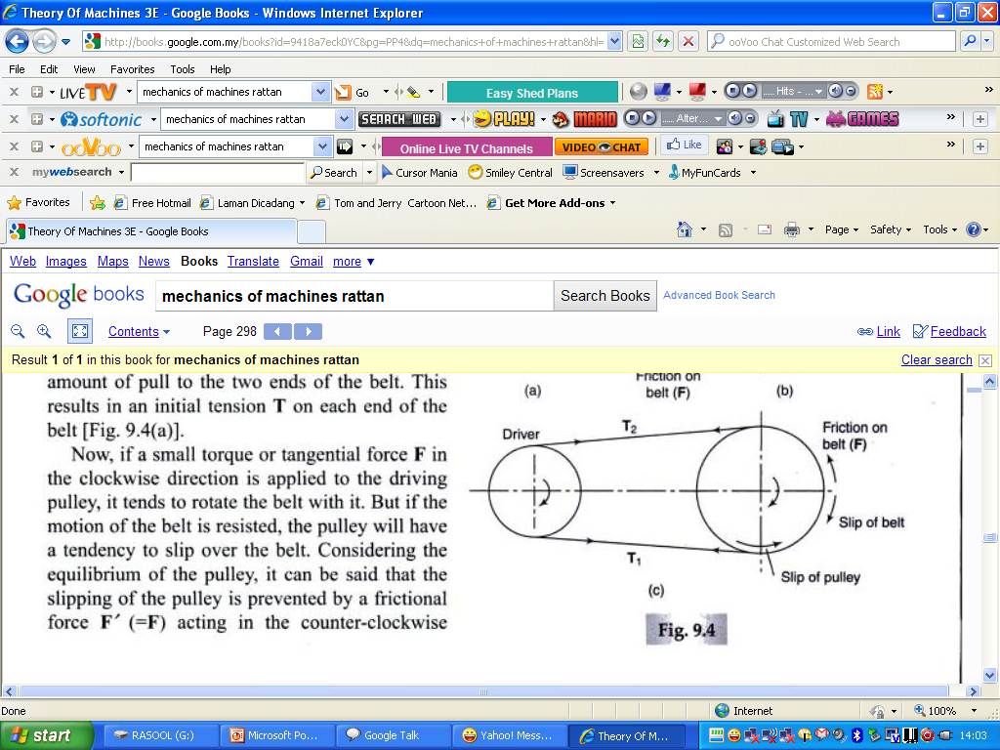 Theory Of Machines 3E - Google Books - Windows Internet Explorer
http://books.google.com.my/books?id=9418a7eck0YC&pg=PP4&dq=mechanics+of+machines+rattan&hl=
ooVoo Chat Customized Web Search
File Edit View Favorites Tools Help
LIVE TV mechanics of machines rattan Go Easy Shed Plans ..... Hits - ...
softonic mechanics of machines rattan SEARCH WEB PLAY! MARIO ..... Alter... TV GAMES
ooVoo mechanics of machines rattan Online Live TV Channels VIDEO CHAT Like
mywebsearch Search Cursor Mania Smiley Central Screensavers MyFunCards
Favorites Free Hotmail Laman Dicadang Tom and Jerry Cartoon Net... Get More Add-ons
Theory Of Machines 3E - Google Books Page Safety Tools
Web Images Maps News Books Translate Gmail more ▼
Google books mechanics of machines rattan Search Books Advanced Book Search
Contents Page 298 Link Feedback
Result 1 of 1 in this book for mechanics of machines rattan Clear search
amount of pull to the two ends of the belt. This
results in an initial tension T on each end of the
belt [Fig. 9.4(a)].
Now, if a small torque or tangential force F in
the clockwise direction is applied to the driving
pulley, it tends to rotate the belt with it. But if the
motion of the belt is resisted, the pulley will have
a tendency to slip over the belt. Considering the
equilibrium of the pulley, it can be said that the
slipping of the pulley is prevented by a frictional
force F′ (=F) acting in the counter-clockwise
Friction on
(a) belt (F) (b)
Driver T2 Friction on
belt (F)
Slip of belt
T1
Slip of pulley
(c)
Fig. 9.4
Done Internet 100%
start RASOOL (G:) Microsoft Po... Google Talk Yahoo! Mess... Theory Of M... 14:03